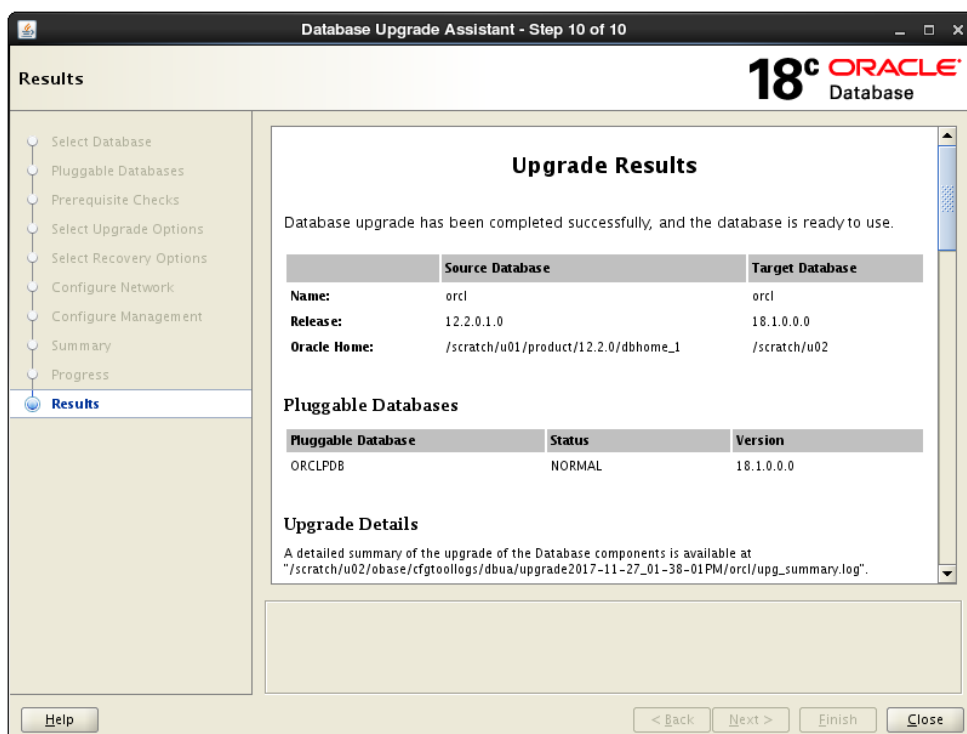 Database Upgrade Assistant - Step 10 of 10
Results
18c ORACLE
Database
Select Database
Pluggable Databases
Prerequisite Checks
Select Upgrade Options
Select Recovery Options
Configure Network
Configure Management
Summary
Progress
Results
Upgrade Results
Database upgrade has been completed successfully, and the database is ready to use.
Source Database Target Database
Name: orcl orcl
Release: 12.2.0.1.0 18.1.0.0.0
Oracle Home: /scratch/u01/product/12.2.0/dbhome_1 /scratch/u02
Pluggable Databases
Pluggable Database Status Version
ORCLPDB NORMAL 18.1.0.0.0
Upgrade Details
A detailed summary of the upgrade of the Database components is available at
"/scratch/u02/obase/cfgtoollogs/dbua/upgrade2017-11-27_01-38-01PM/orcl/upg_summary.log".
Help < Back Next > Finish Close